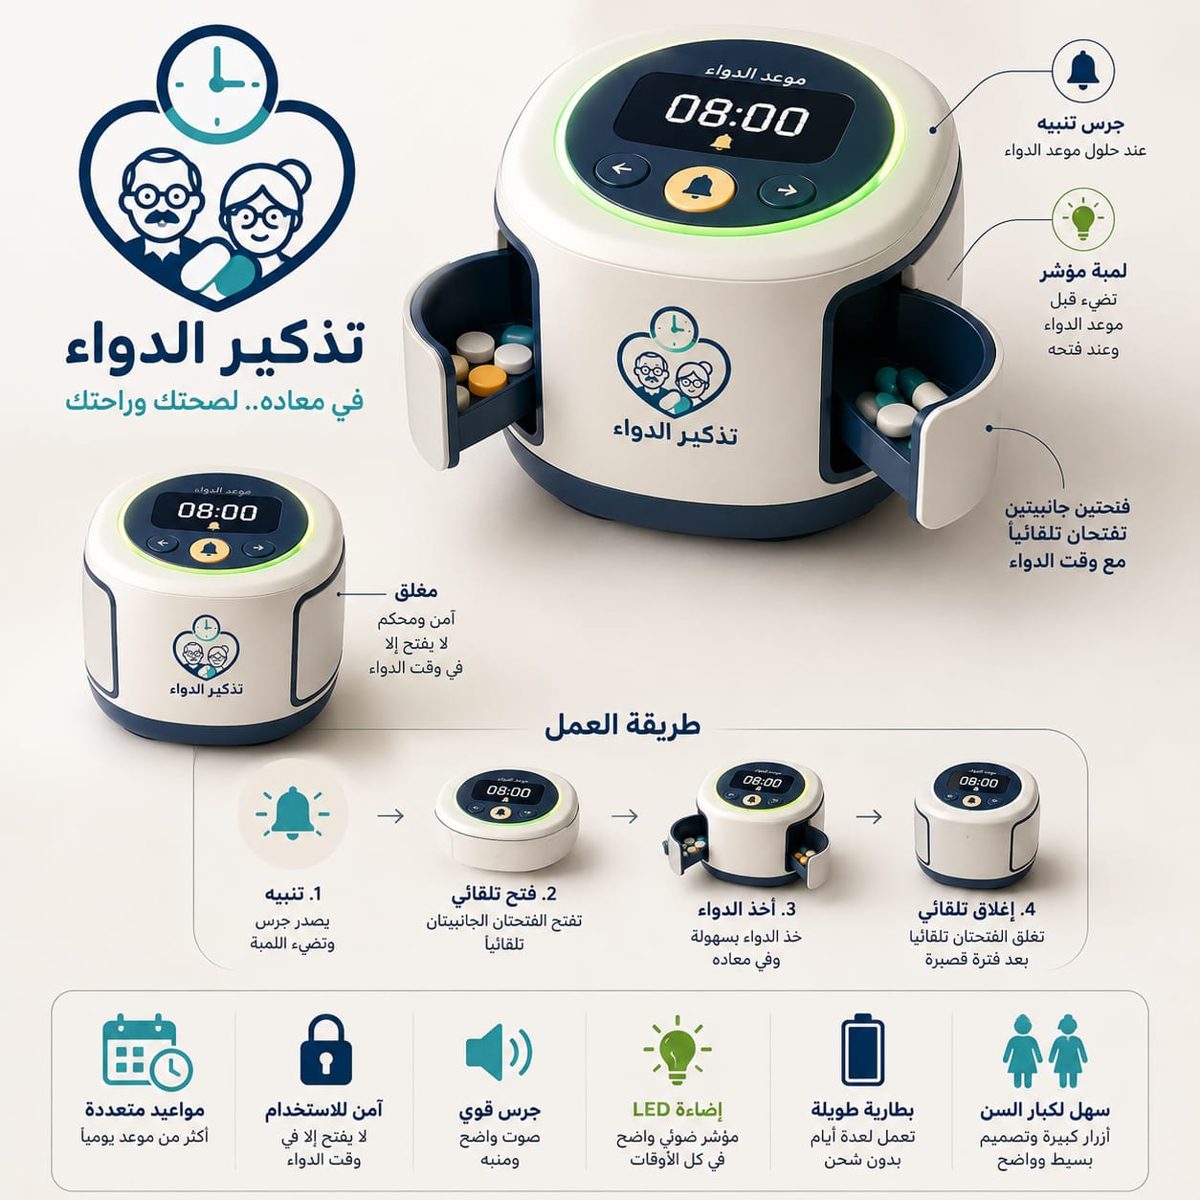 تذكير الدواء
في معاده.. لصحتك وراحتك
موعد الدواء
08:00
تذكير الدواء
جرس تنبيه
عند حلول موعد الدواء
لمبة مؤشر
تضيء قبل
موعد الدواء
وعند فتحه
فتحتين جانبيتين
تفتحان تلقائياً
مع وقت الدواء
موعد الدواء
08:00
تذكير الدواء
مغلق
آمن ومحكم
لا يفتح إلا
في وقت الدواء
طريقة العمل
1. تنبيه
يصدر جرس
وتضيء اللمبة
08:00
2. فتح تلقائي
تفتح الفتحتان الجانبيتان
تلقائياً
08:00
3. أخذ الدواء
خذ الدواء بسهولة
وفي معاده
08:00
4. إغلاق تلقائي
تغلق الفتحتان تلقائيا
بعد فترة قصيرة
مواعيد متعددة
أكثر من موعد يومياً
آمن للاستخدام
لا يفتح إلا في
وقت الدواء
جرس قوي
صوت واضح
ومنبه
إضاءة LED
مؤشر ضوئي واضح
في كل الأوقات
بطارية طويلة
تعمل لعدة أيام
بدون شحن
سهل لكبار السن
أزرار كبيرة وتصميم
بسيط وواضح